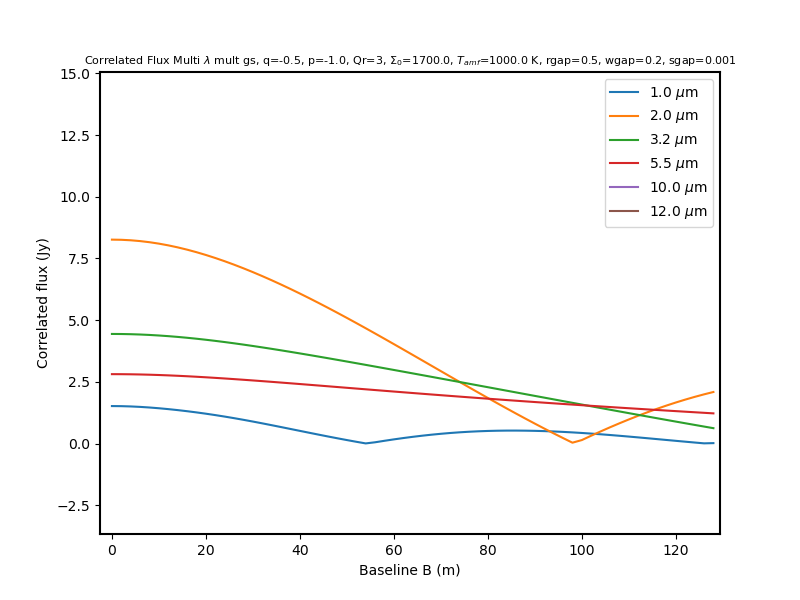 Correlated Flux Multi λ mult gs, q=-0.5, p=-1.0, Qr=3, Σ₀=1700.0, T_amf=1000.0 K, rgap=0.5, wgap=0.2, sgap=0.001
15.0
12.5
10.0
7.5
5.0
2.5
0.0
−2.5
Correlated flux (Jy)
1.0 μm
2.0 μm
3.2 μm
5.5 μm
10.0 μm
12.0 μm
0 20 40 60 80 100 120
Baseline B (m)